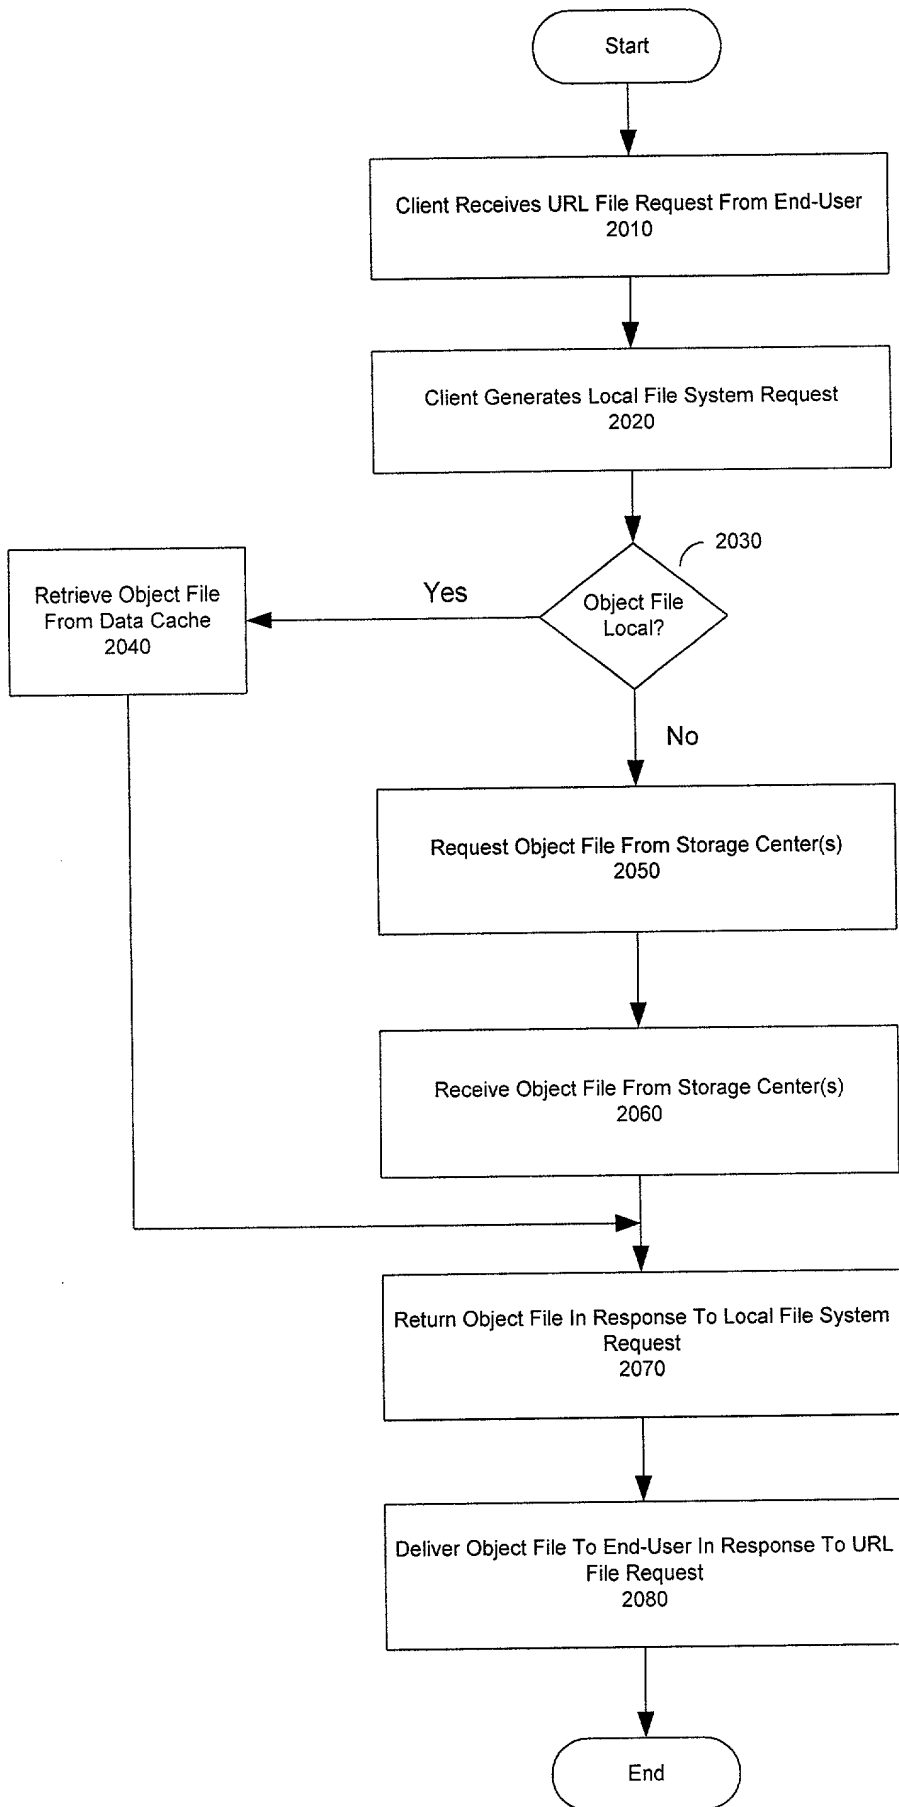 Start
Client Receives URL File Request From End-User
2010
Client Generates Local File System Request
2020
2030
Object File
Local?
Yes
Retrieve Object File
From Data Cache
2040
No
Request Object File From Storage Center(s)
2050
Receive Object File From Storage Center(s)
2060
Return Object File In Response To Local File System
Request
2070
Deliver Object File To End-User In Response To URL
File Request
2080
End